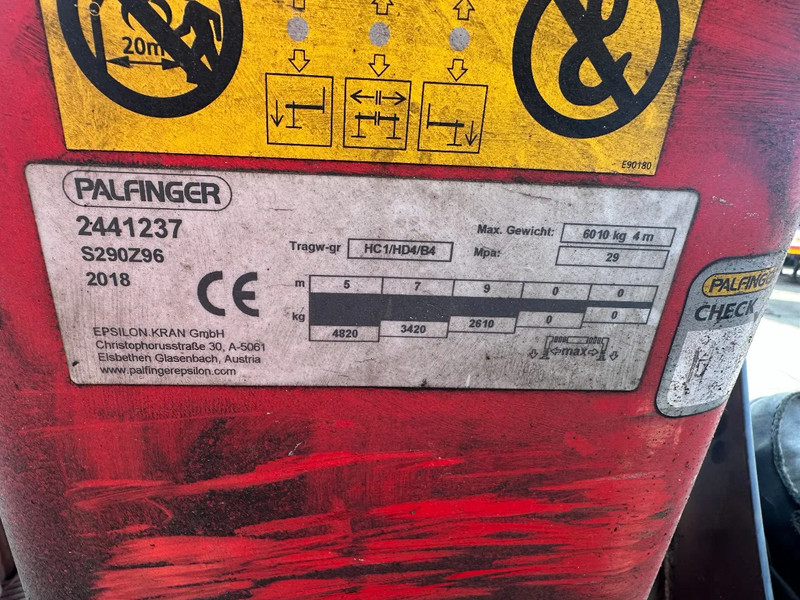 20m
E90180
PALFINGER
2441237
S290Z96
2018
CE
EPSILON.KRAN GmbH
Christophorusstraße 30, A-5061
Elsbethen Glasenbach, Austria
www.palfingerepsilon.com
Tragw-gr HC1/HD4/B4
Max. Gewicht: 6010 kg 4 m
Mpa: 29
m 5 7 9 0 0
kg 4820 3420 2610 0 0
max
PALFINGER
CHECK